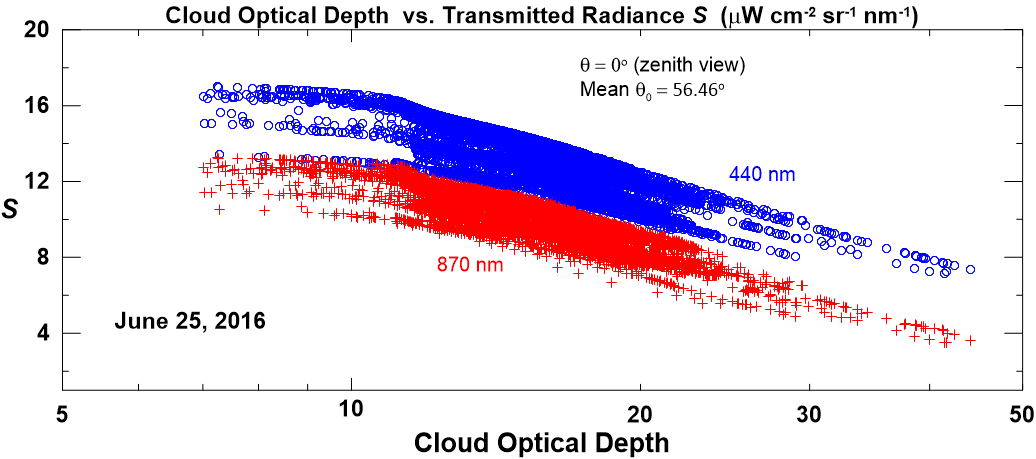 Cloud Optical Depth vs. Transmitted Radiance S (μW cm-2 sr-1 nm-1)
20
θ = 0o (zenith view)
Mean θ0 = 56.46o
16
440 nm
12
S
870 nm
8
June 25, 2016
4
5 10 20 30 50
Cloud Optical Depth